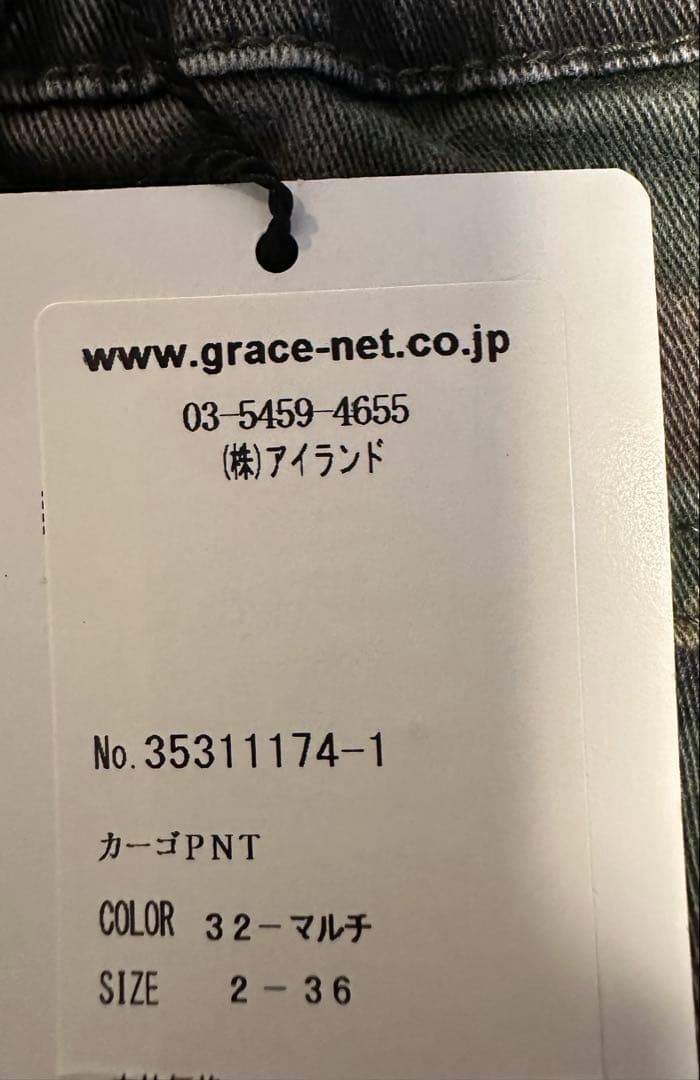 www.grace-net.co.jp
03-5459-4655
(株)アイランド
No.35311174-1
カーゴPNT
COLOR 32-マルチ
SIZE 2-36